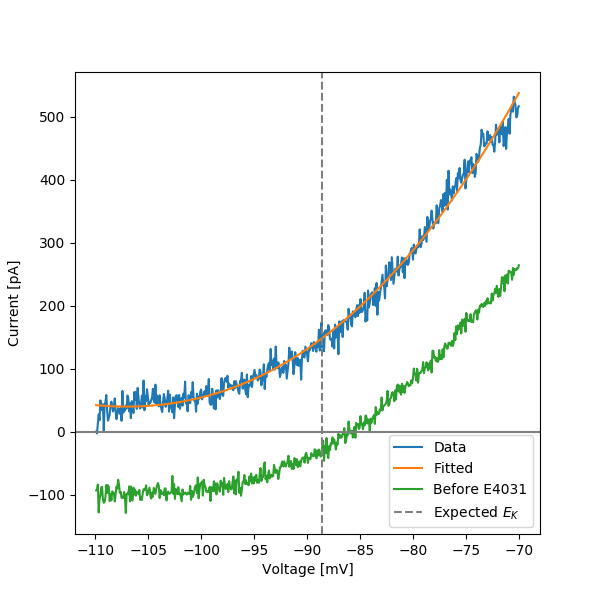 500
400
300
200
100
0
−100
Current [pA]
Data
Fitted
Before E4031
Expected E_K
−110 −105 −100 −95 −90 −85 −80 −75 −70
Voltage [mV]